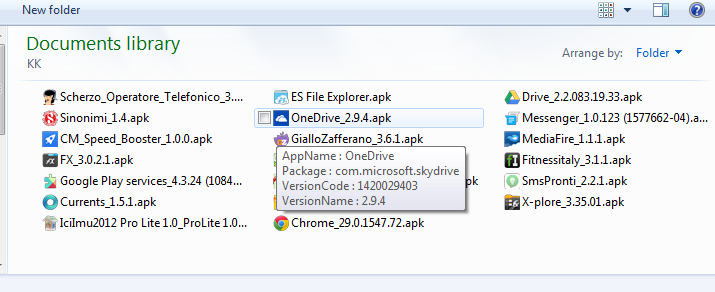 New folder
Documents library
KK
Arrange by: Folder
Scherzo_Operatore_Telefonico_3....
Sinonimi_1.4.apk
CM_Speed_Booster_1.0.0.apk
FX_3.0.2.1.apk
Google Play services_4.3.24 (1084...
Currents_1.5.1.apk
IciImu2012 Pro Lite 1.0_ProLite 1.0...
ES File Explorer.apk
OneDrive_2.9.4.apk
GialloZafferano_3.6.1.apk
AppName : OneDrive
Package : com.microsoft.skydrive
VersionCode : 1420029403
VersionName : 2.9.4
Chrome_29.0.1547.72.apk
Drive_2.2.083.19.33.apk
Messenger_1.0.123 (1577662-04).a...
MediaFire_1.1.1.apk
Fitnessitaly_3.1.1.apk
SmsPronti_2.2.1.apk
X-plore_3.35.01.apk